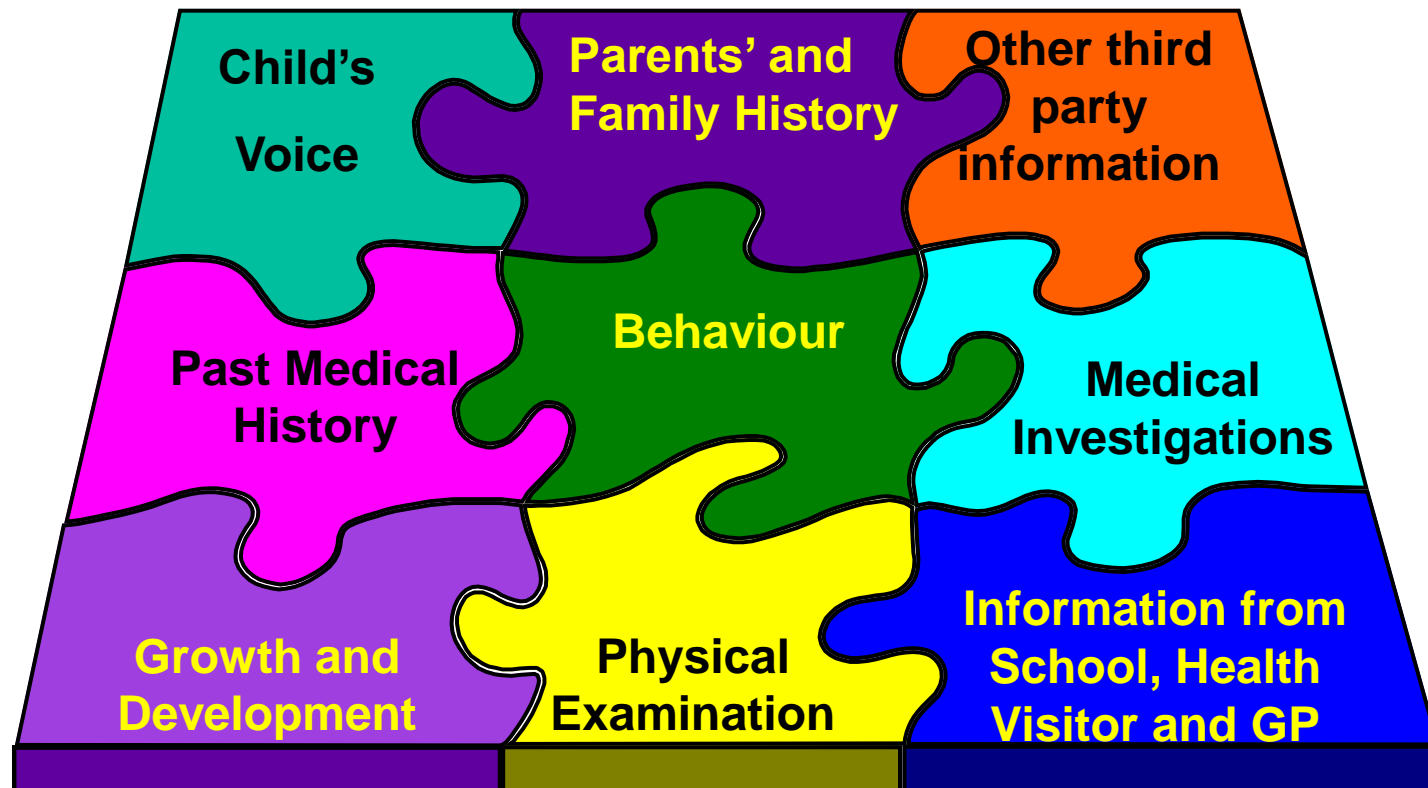 Child's
Voice
Parents’ and
Family History
Other third
party
information
Past Medical
History
Behaviour
Medical
Investigations
Growth and
Development
Physical
Examination
Information from
School, Health
Visitor and GP